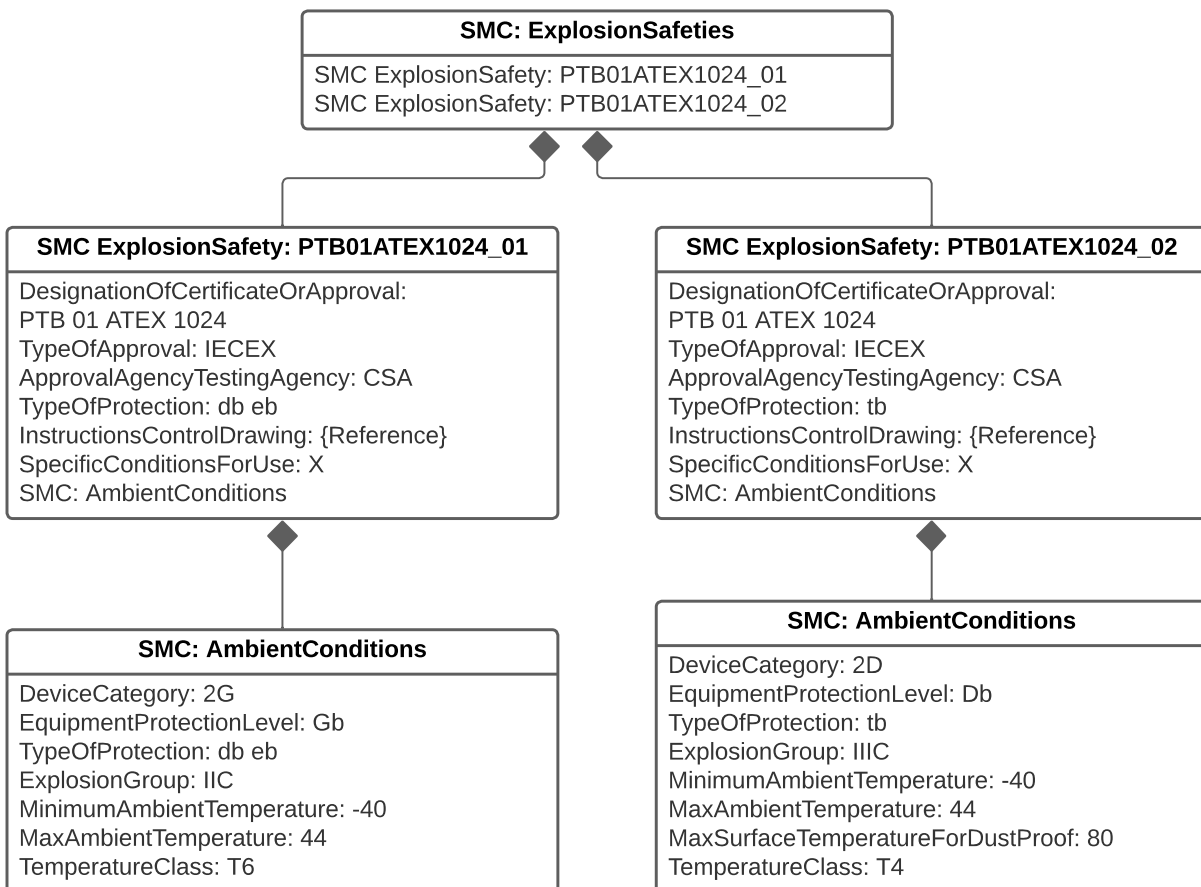 SMC: ExplosionSafeties
SMC ExplosionSafety: PTB01ATEX1024_01
SMC ExplosionSafety: PTB01ATEX1024_02
SMC ExplosionSafety: PTB01ATEX1024_01
DesignationOfCertificateOrApproval:
PTB 01 ATEX 1024
TypeOfApproval: IECEX
ApprovalAgencyTestingAgency: CSA
TypeOfProtection: db eb
InstructionsControlDrawing: {Reference}
SpecificConditionsForUse: X
SMC: AmbientConditions
SMC ExplosionSafety: PTB01ATEX1024_02
DesignationOfCertificateOrApproval:
PTB 01 ATEX 1024
TypeOfApproval: IECEX
ApprovalAgencyTestingAgency: CSA
TypeOfProtection: tb
InstructionsControlDrawing: {Reference}
SpecificConditionsForUse: X
SMC: AmbientConditions
SMC: AmbientConditions
DeviceCategory: 2G
EquipmentProtectionLevel: Gb
TypeOfProtection: db eb
ExplosionGroup: IIC
MinimumAmbientTemperature: -40
MaxAmbientTemperature: 44
TemperatureClass: T6
SMC: AmbientConditions
DeviceCategory: 2D
EquipmentProtectionLevel: Db
TypeOfProtection: tb
ExplosionGroup: IIIC
MinimumAmbientTemperature: -40
MaxAmbientTemperature: 44
MaxSurfaceTemperatureForDustProof: 80
TemperatureClass: T4